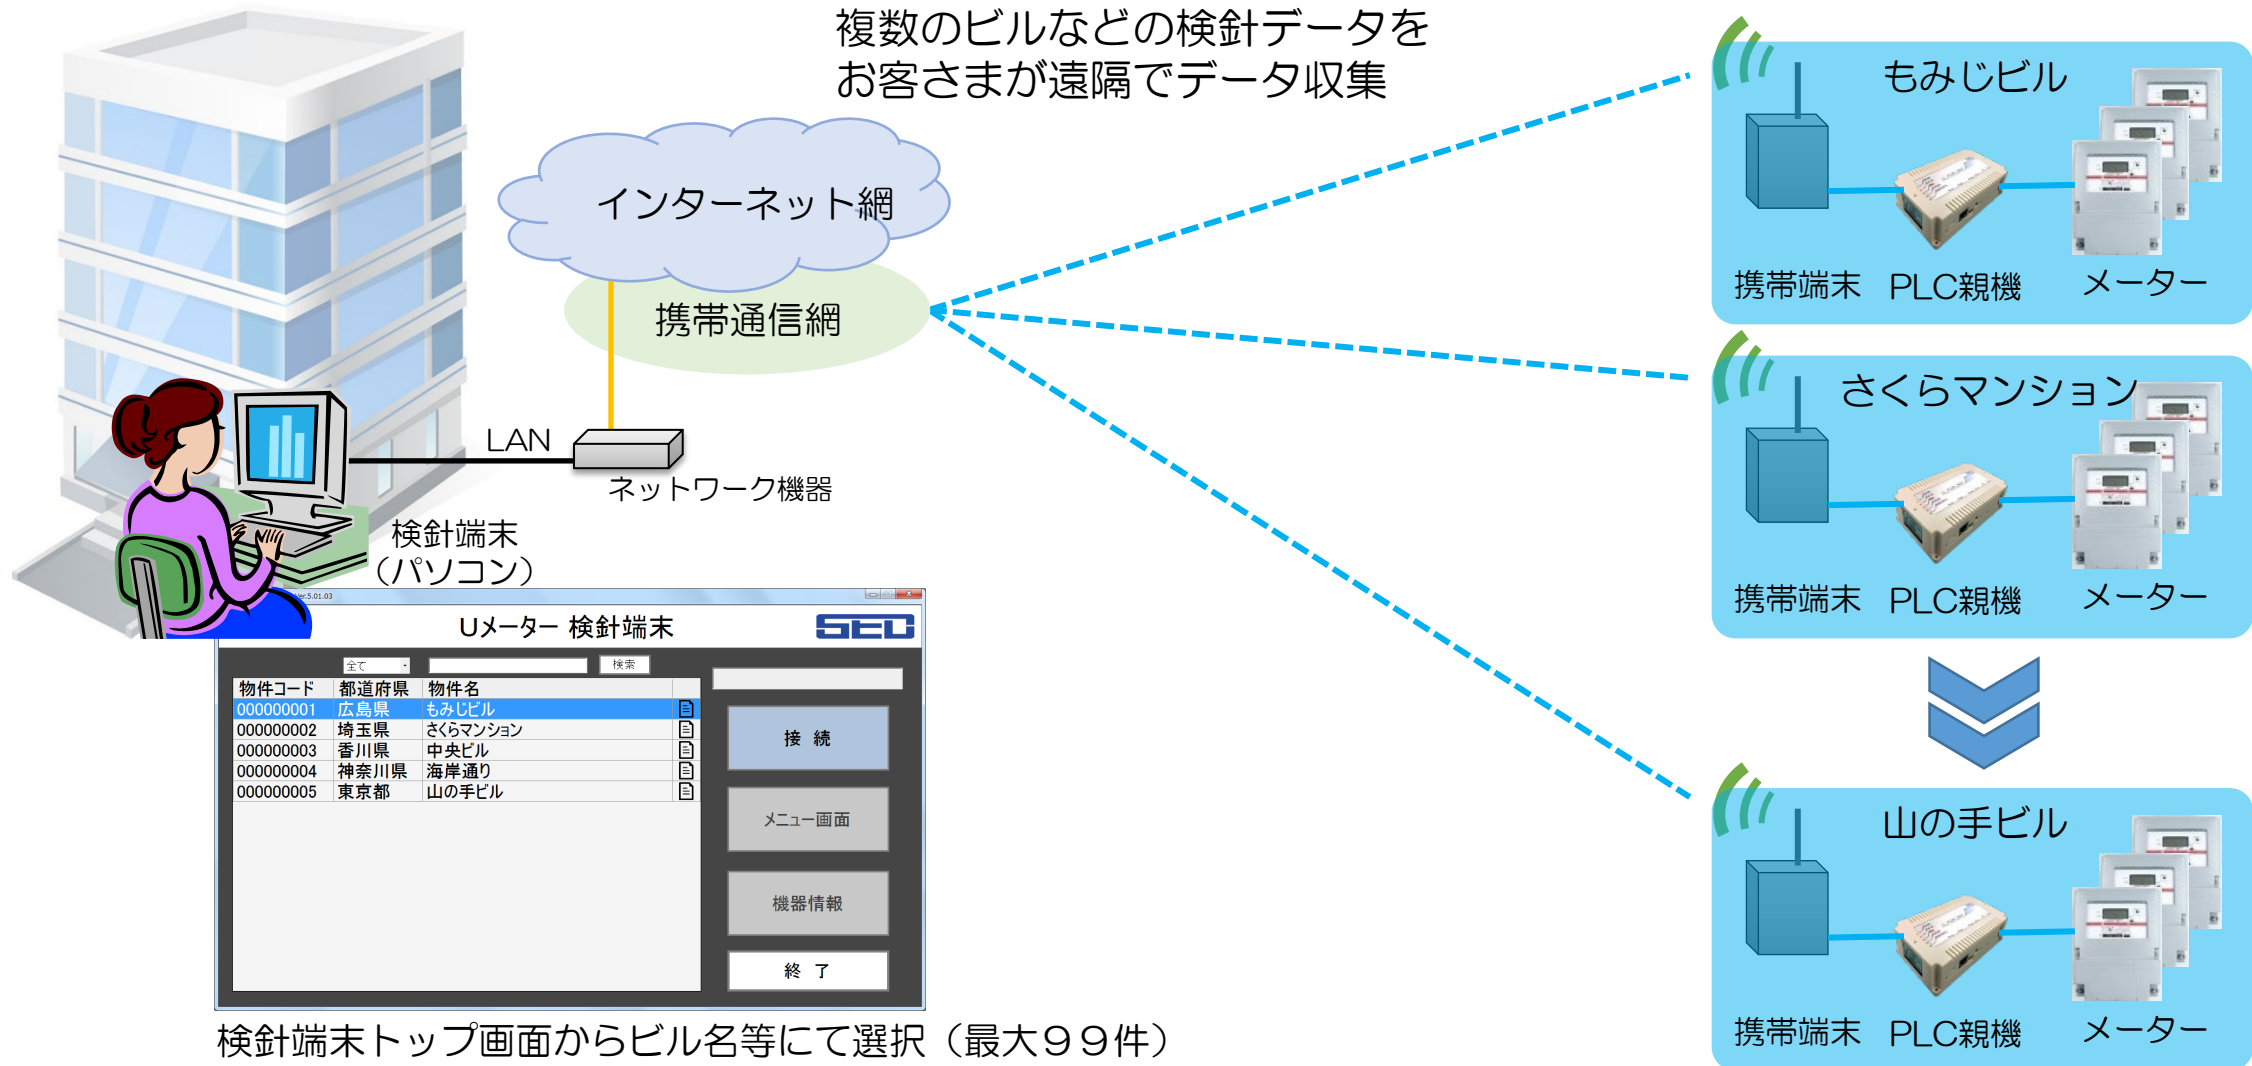 複数のビルなどの検針データを
お客さまが遠隔でデータ収集
インターネット網
携帯通信網
LAN
ネットワーク機器
検針端末
（パソコン）
もみじビル
携帯端末 PLC親機 メーター
さくらマンション
携帯端末 PLC親機 メーター
山の手ビル
携帯端末 PLC親機 メーター
Ver.5.01.03
Uメーター 検針端末
SEC
全て 検索
物件コード 都道府県 物件名
000000001 広島県 もみじビル
000000002 埼玉県 さくらマンション
000000003 香川県 中央ビル
000000004 神奈川県 海岸通り
000000005 東京都 山の手ビル
接 続
メニュー画面
機器情報
終 了
検針端末トップ画面からビル名等にて選択（最大９９件）